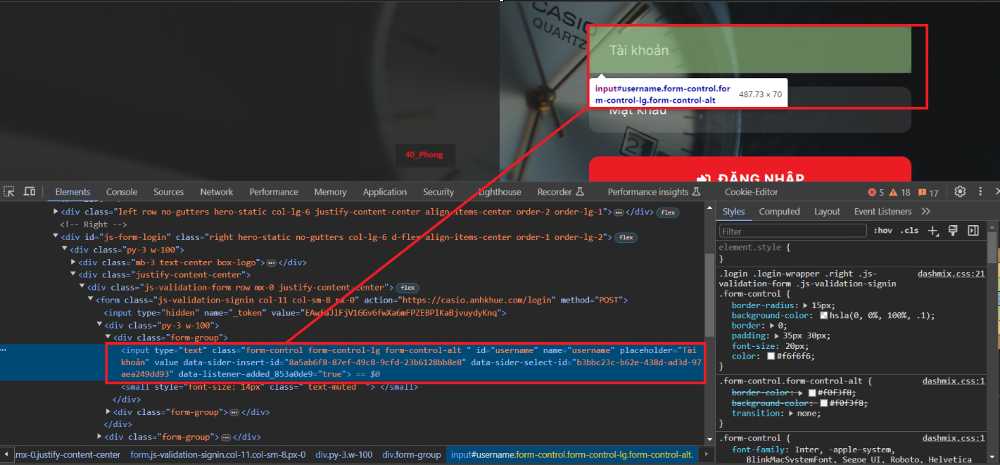 CASIO
QUARTZ
Tài khoản
input#username.form-control.for
m-control-lg.form-control-alt
487.73 × 70
Mật khẩu
21
40_Phong
ĐĂNG NHẬP
Elements Console Sources Network Performance Memory Application Security Lighthouse Recorder Performance insights Cookie-Editor 5 18 17
<div class="left row no-gutters hero-static col-lg-6 justify-content-center align-items-center order-2 order-lg-1"> </div> flex
<!-- Right -->
<div id="js-form-login" class="right hero-static no-gutters col-lg-6 d-flex align-items-center order-1 order-lg-2"> flex
<div class="py-3 w-100">
<div class="mb-3 text-center box-logo"> </div>
<div class="justify-content-center">
<div class="js-validation-form row mx-0 justify-content-center"> flex
<form class="js-validation-signin col-11 col-sm-8 px-0" action="https://casio.anhkhue.com/login" method="POST">
<input type="hidden" name="_token" value=">
<div class="py-3 w-100">
<div class="form-group">
<input type="text" class="form-control form-control-lg form-control-alt " id="username" name="username" placeholder="Tài
khoản" value data-sider-insert-id="8a5ab6f8-87ef-49c8-9cfd-23b6128bb8e8" data-sider-select-id="b3bbc23c-b62e-438d-ad3d-97
aea249dd93" data-listener-added_853a0de9="true"> == $0
<small style="font-size: 14px" class=" text-muted "> </small>
</div>
<div class="form-group"> </div>
</div>
<div class="form-group"> </div>
mx-0.justify-content-center form.js-validation-signin.col-11.col-sm-8.px-0 div.py-3.w-100 div.form-group input#username.form-control.form-control-lg.form-control-alt.
Styles Computed Layout Event Listeners
Filter :hov .cls
element.style {
}
.login .login-wrapper .right .js- dashmix.css:21
validation-form .js-validation-signin
.form-control {
border-radius: 15px;
background-color: hsla(0, 0%, 100%, .1);
border: 0;
padding: 35px 30px;
font-size: 20px;
color: #f6f6f6;
}
.form-control.form-control-alt { dashmix.css:1
border-color: #f0f3f8;
background-color: #f0f3f8;
transition: none;
}
.form-control { dashmix.css:1
font-family: Inter, -apple-system,
BlinkMacSystemFont, Segoe UI, Roboto, Helvetica